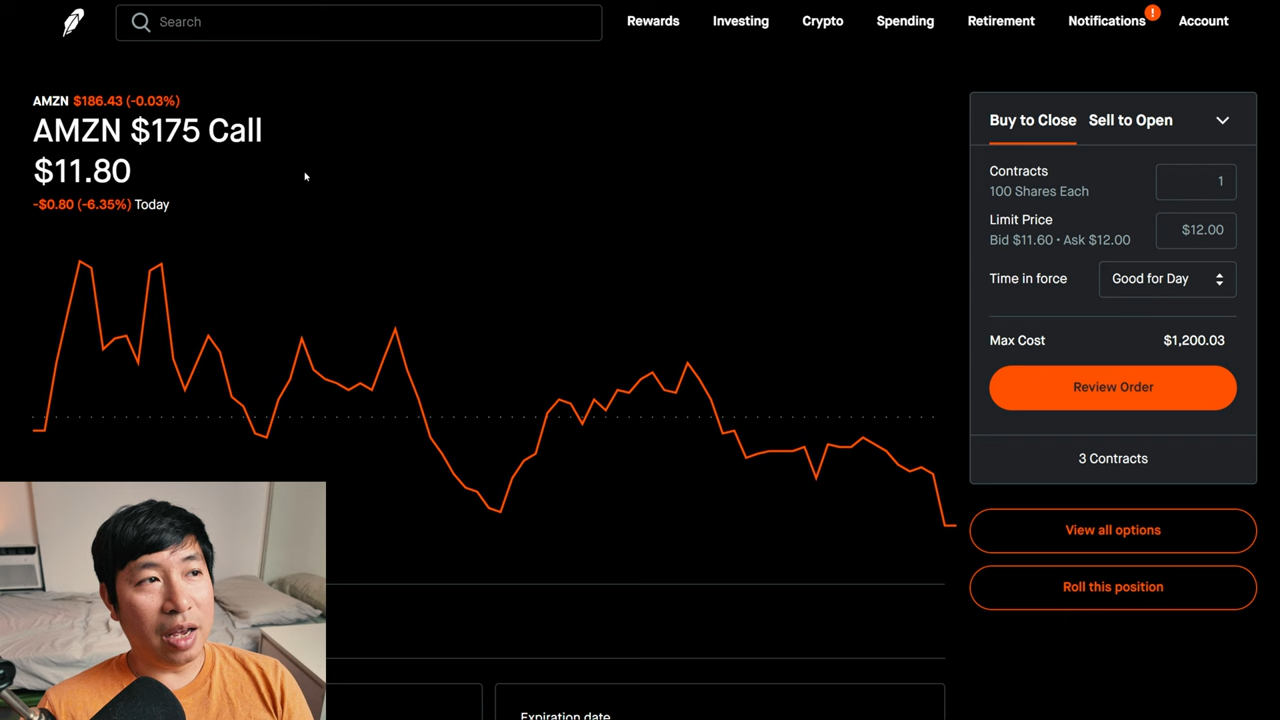 Search
Rewards
Investing
Crypto
Spending
Retirement
Notifications
!
Account
AMZN $186.43 (-0.03%)
AMZN $175 Call
$11.80
-$0.80 (-6.35%) Today
Buy to Close
Sell to Open
Contracts
100 Shares Each
1
Limit Price
Bid $11.60 • Ask $12.00
$12.00
Time in force
Good for Day
Max Cost
$1,200.03
Review Order
3 Contracts
View all options
Roll this position
Expiration date